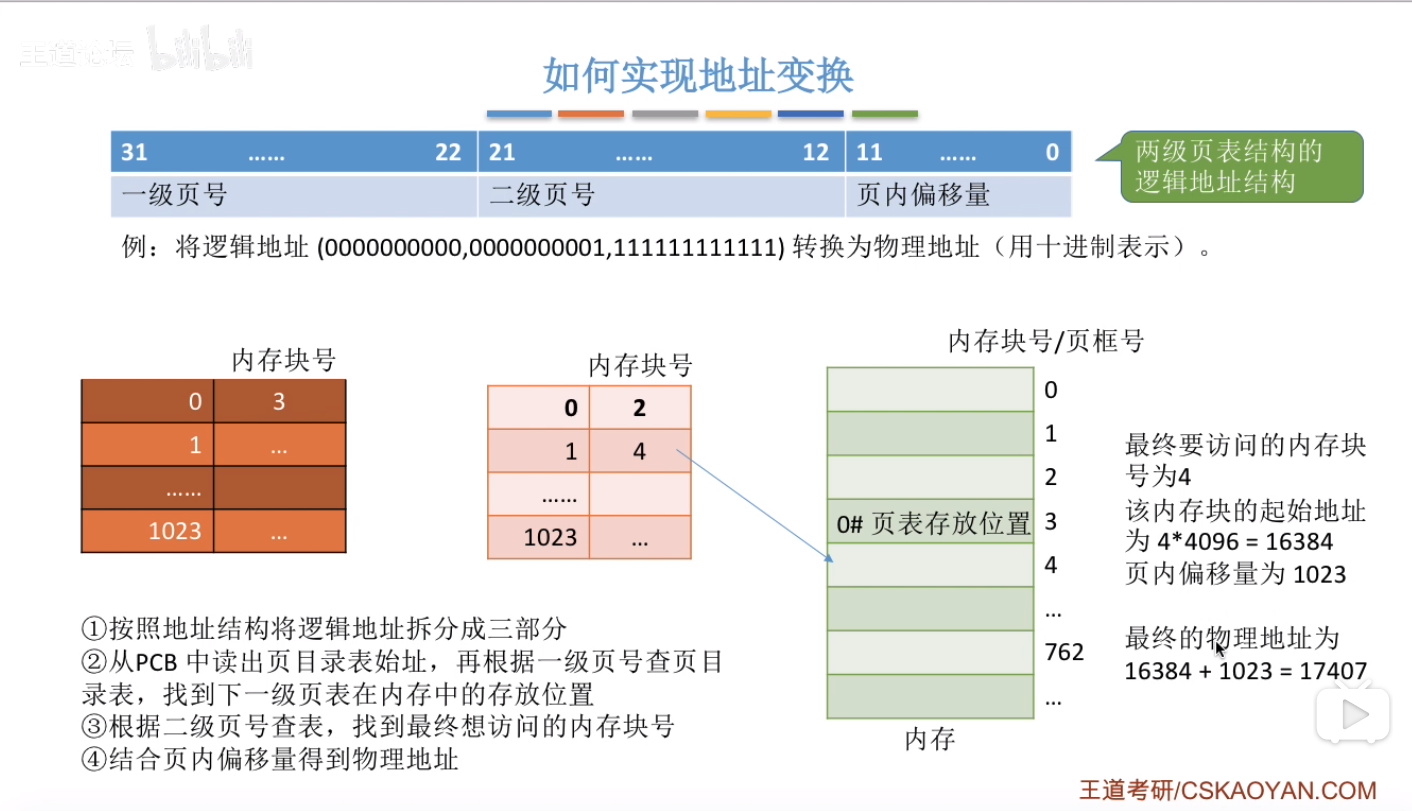 王道论坛 bilibili
如何实现地址变换
31 …… 22 21 …… 12 11 …… 0
一级页号 二级页号 页内偏移量
两级页表结构的
逻辑地址结构
例：将逻辑地址 (0000000000,0000000001,111111111111) 转换为物理地址（用十进制表示）。
内存块号
0 3
1 ...
……
1023 ...
内存块号
0 2
1 4
……
1023 ...
内存块号/页框号
0
1
2
0# 页表存放位置 3
4
...
762
...
内存
最终要访问的内存块
号为4
该内存块的起始地址
为 4*4096 = 16384
页内偏移量为 1023
最终的物理地址为
16384 + 1023 = 17407
①按照地址结构将逻辑地址拆分成三部分
②从PCB 中读出页目录表始址，再根据一级页号查页目
录表，找到下一级页表在内存中的存放位置
③根据二级页号查表，找到最终想访问的内存块号
④结合页内偏移量得到物理地址
王道考研/CSKAOYAN.COM